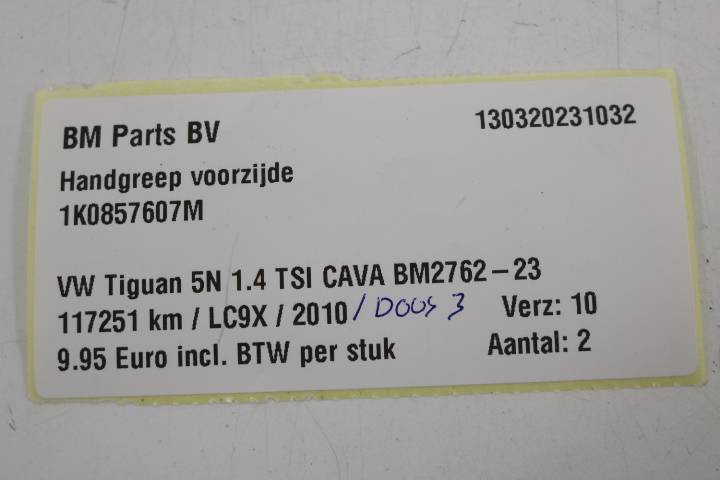 BM Parts BV 130320231032
Handgreep voorzijde
1K0857607M
VW Tiguan 5N 1.4 TSI CAVA BM2762-23
117251 km / LC9X / 2010 / DOOS 3 Verz: 10
9.95 Euro incl. BTW per stuk Aantal: 2